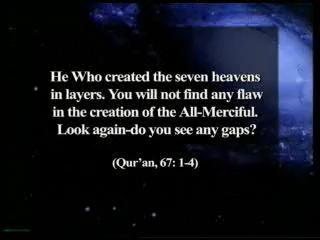 He Who created the seven heavens
in layers. You will not find any flaw
in the creation of the All-Merciful.
Look again-do you see any gaps?
(Qur'an, 67: 1-4)